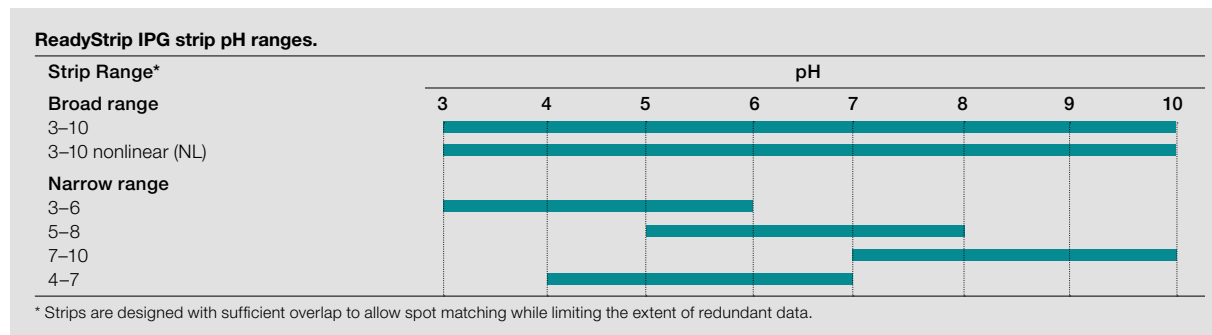 ReadyStrip IPG strip pH ranges.
Strip Range* pH
Broad range 3 4 5 6 7 8 9 10
3–10
3–10 nonlinear (NL)
Narrow range
3–6
5–8
7–10
4–7
* Strips are designed with sufficient overlap to allow spot matching while limiting the extent of redundant data.